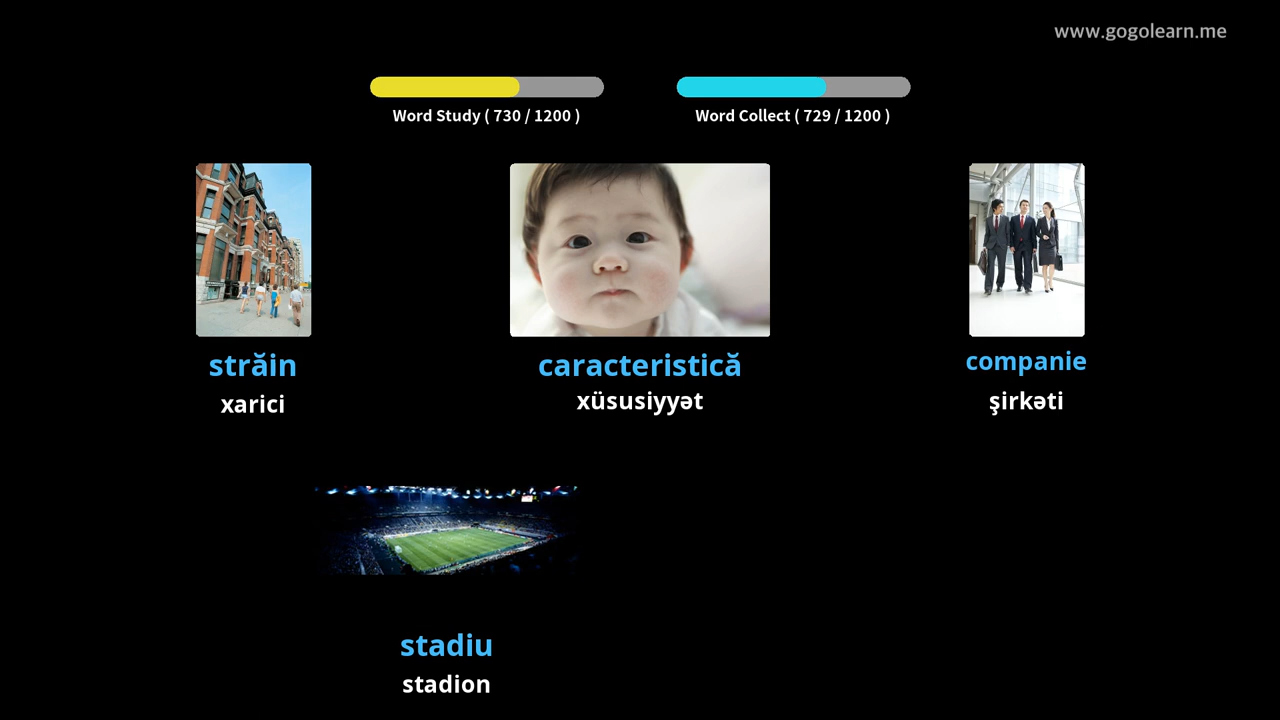 www.gogolearn.me
Word Study ( 730 / 1200 )
Word Collect ( 729 / 1200 )
străin
caracteristică
companie
xarici
xüsusiyyət
şirkəti
stadiu
stadion